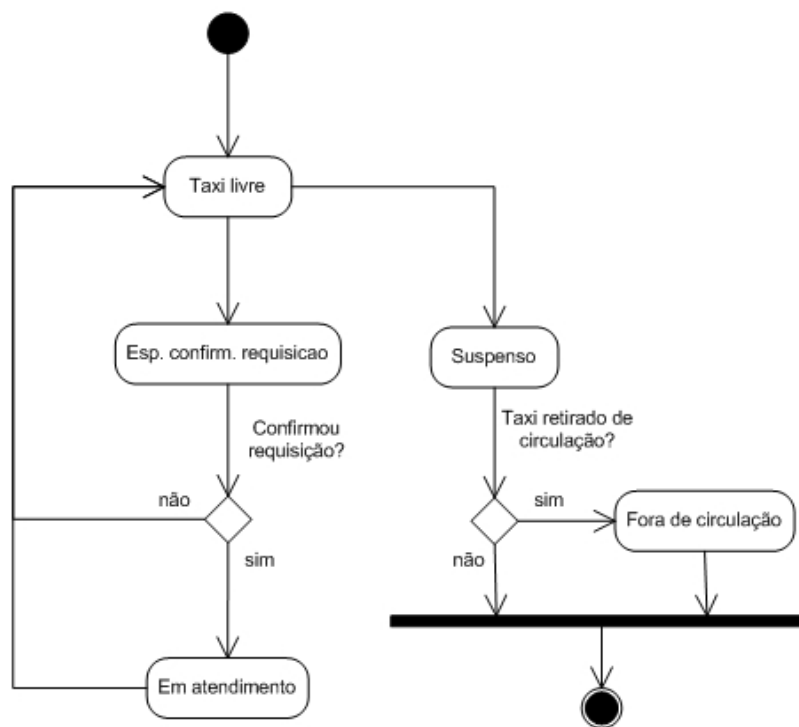 Taxi livre
Esp. confirm. requisicao
Suspenso
Confirmou
requisição?
Taxi retirado de
circulação?
não
sim
sim
não
Fora de circulação
Em atendimento